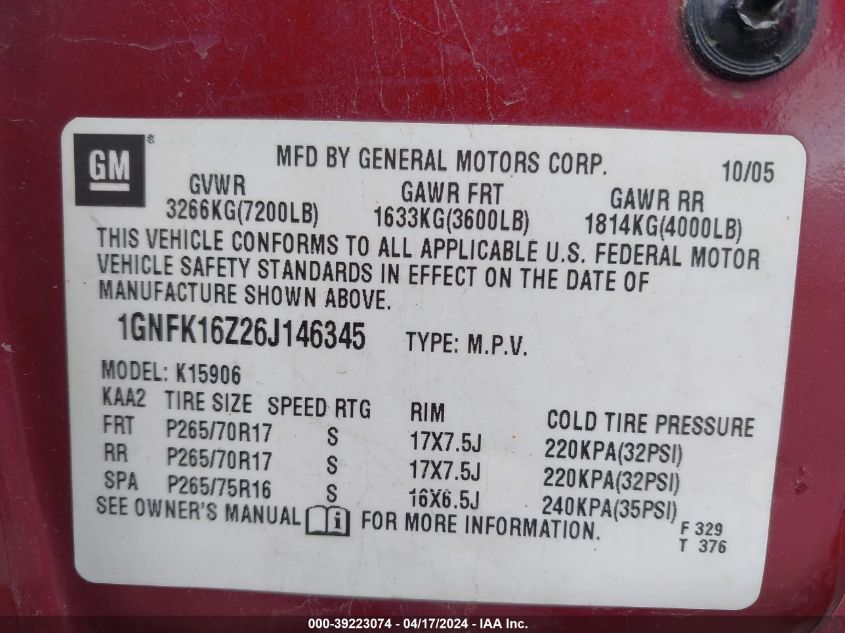 GM
®
MFD BY GENERAL MOTORS CORP. 10/05
GVWR GAWR FRT GAWR RR
3266KG(7200LB) 1633KG(3600LB) 1814KG(4000LB)
THIS VEHICLE CONFORMS TO ALL APPLICABLE U.S. FEDERAL MOTOR
VEHICLE SAFETY STANDARDS IN EFFECT ON THE DATE OF
MANUFACTURE SHOWN ABOVE.
1GNFK16Z26J146345 TYPE: M.P.V.
MODEL: K15906
KAA2 TIRE SIZE SPEED RTG RIM COLD TIRE PRESSURE
FRT P265/70R17 S 17X7.5J 220KPA(32PSI)
RR P265/70R17 S 17X7.5J 220KPA(32PSI)
SPA P265/75R16 S 16X6.5J 240KPA(35PSI)
SEE OWNER'S MANUAL i FOR MORE INFORMATION.
F 329
T 376
000-39223074 - 04/17/2024 - IAA Inc.